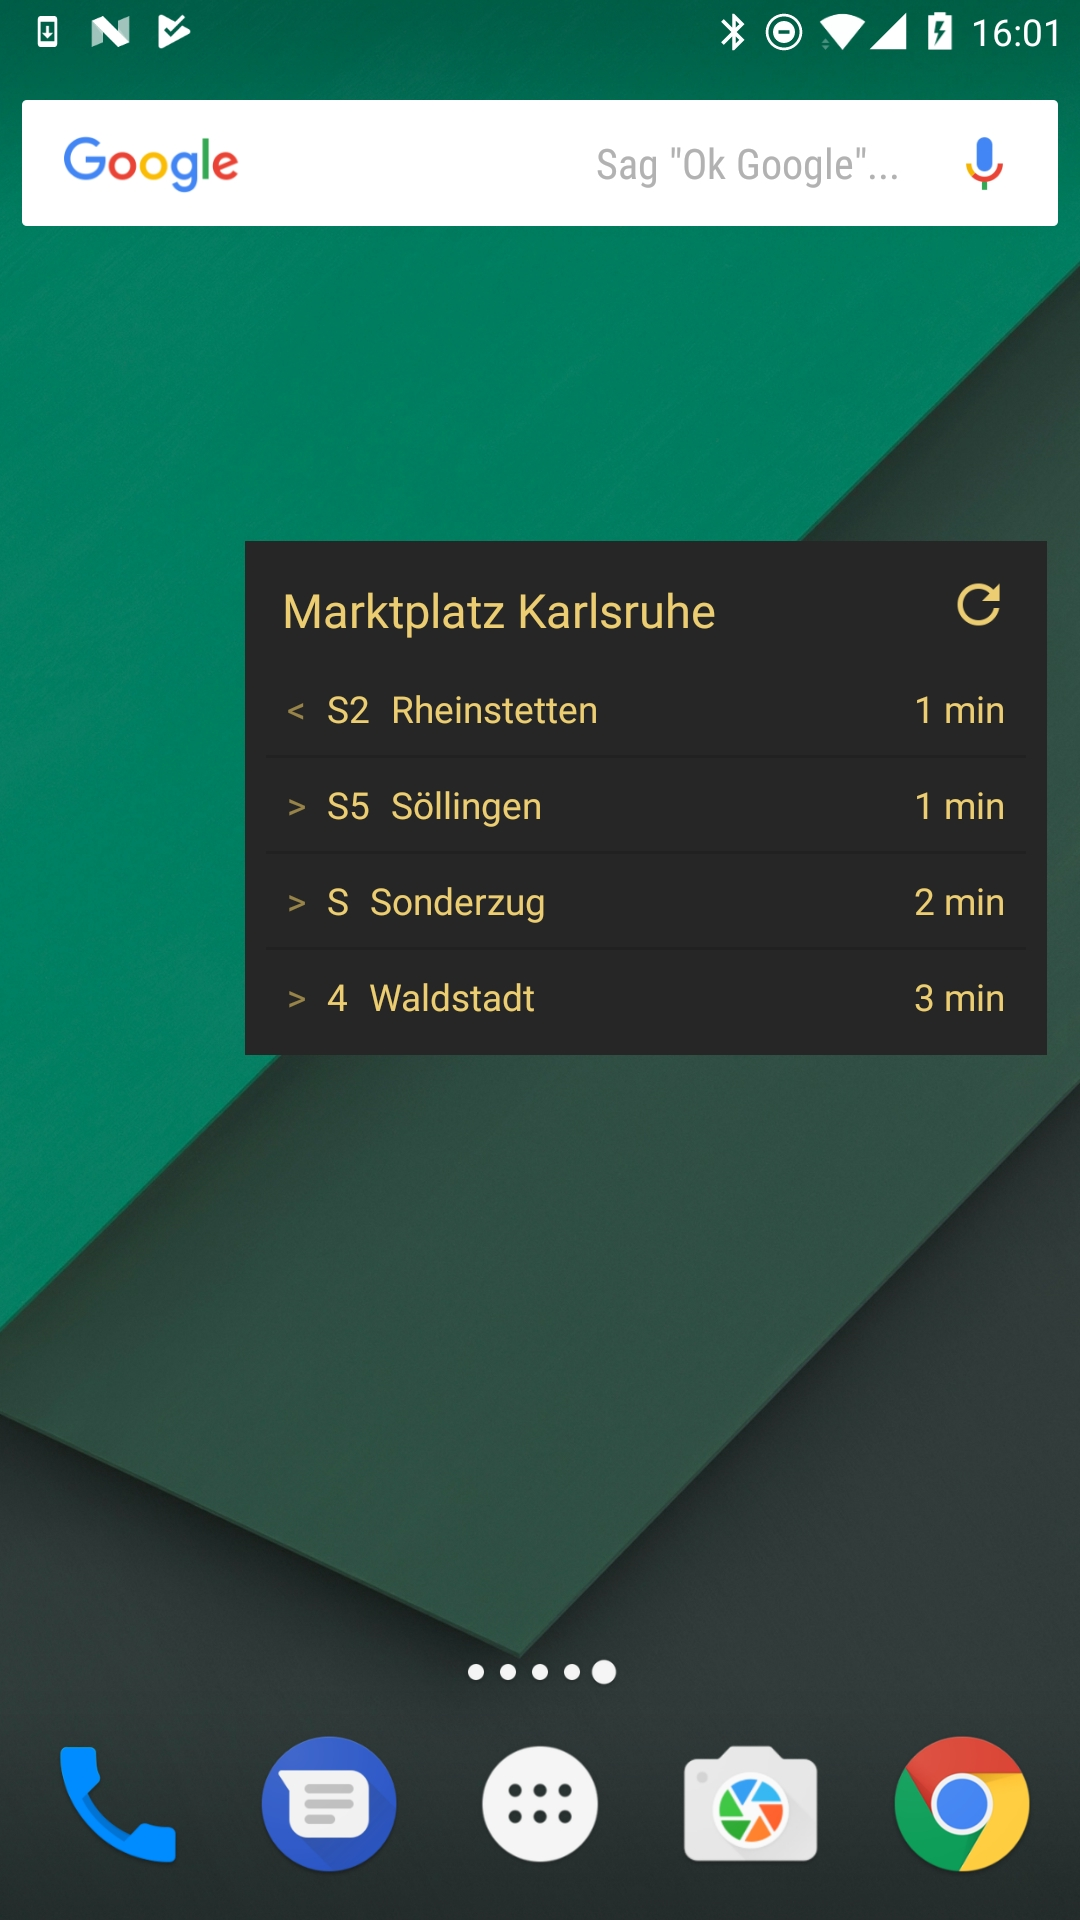 16:01
Google Sag "Ok Google"...
Marktplatz Karlsruhe
< S2 Rheinstetten 1 min
> S5 Söllingen 1 min
> S Sonderzug 2 min
> 4 Waldstadt 3 min